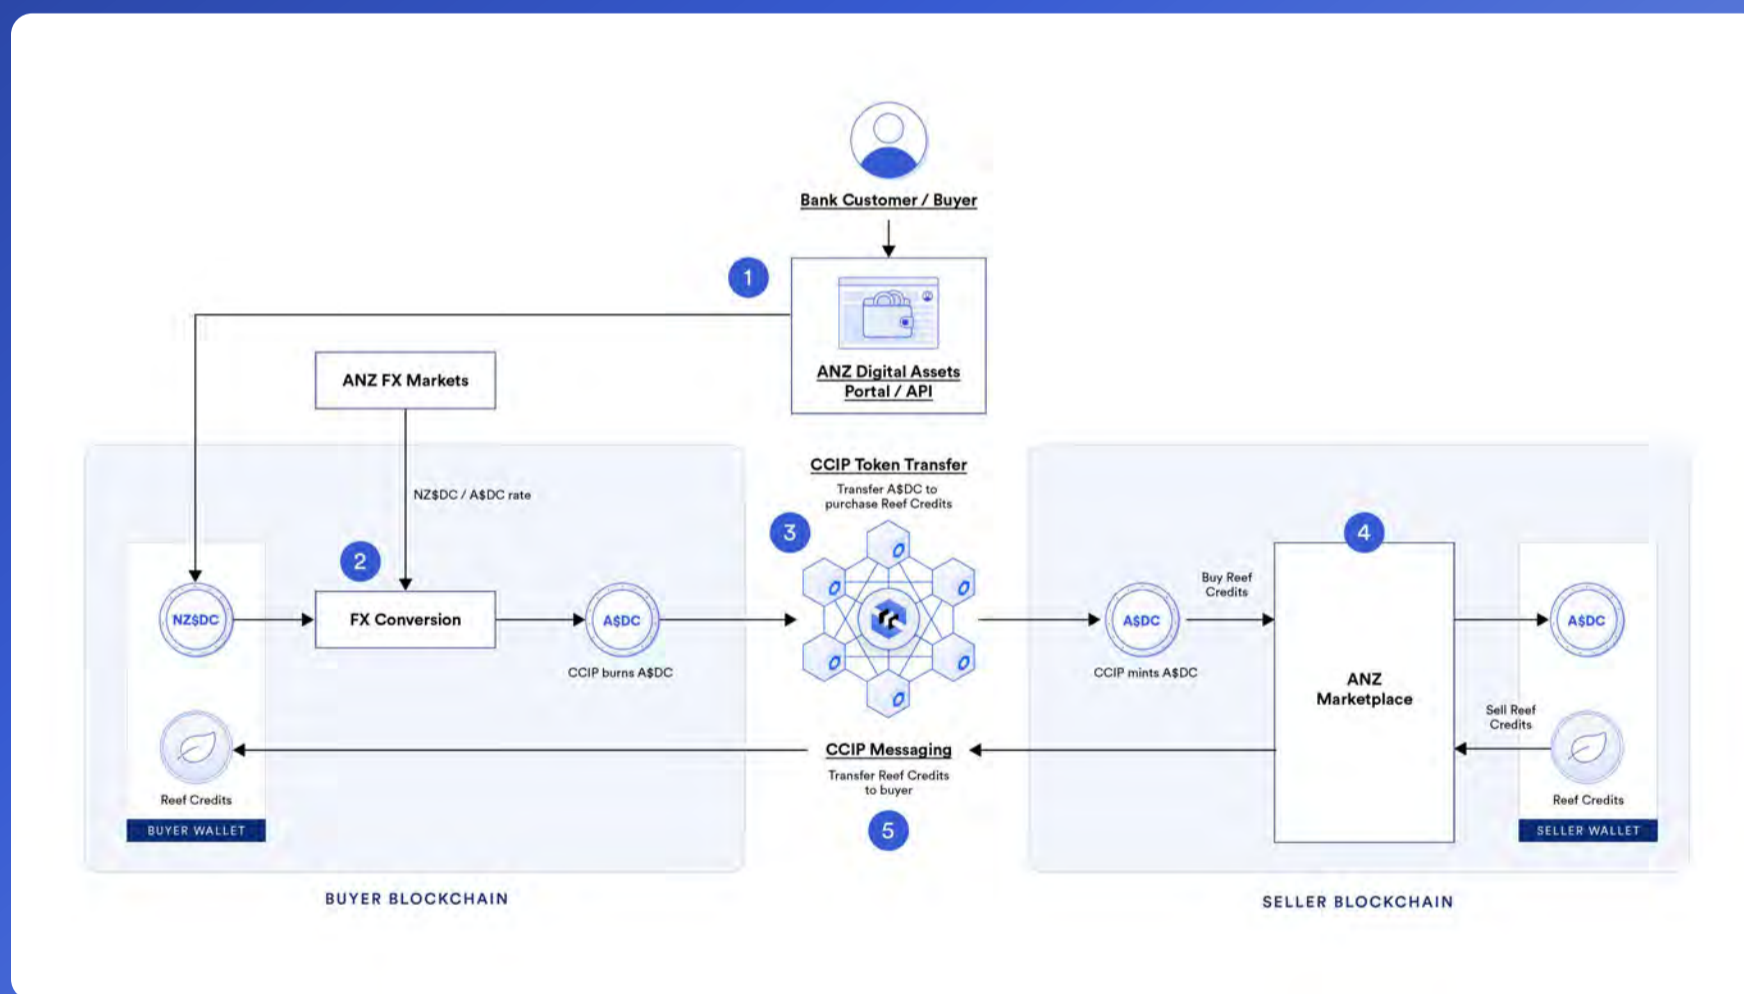 Bank Customer / Buyer
1
ANZ Digital Assets
Portal / API
ANZ FX Markets
NZ$DC / A$DC rate
CCIP Token Transfer
Transfer A$DC to
purchase Reef Credits
2
3
4
NZ$DC
FX Conversion
A$DC
CCIP burns A$DC
A$DC
CCIP mints A$DC
Buy Reef
Credits
ANZ
Marketplace
A$DC
Sell Reef
Credits
CCIP Messaging
Transfer Reef Credits
to buyer
5
Reef Credits
BUYER WALLET
Reef Credits
SELLER WALLET
BUYER BLOCKCHAIN
SELLER BLOCKCHAIN